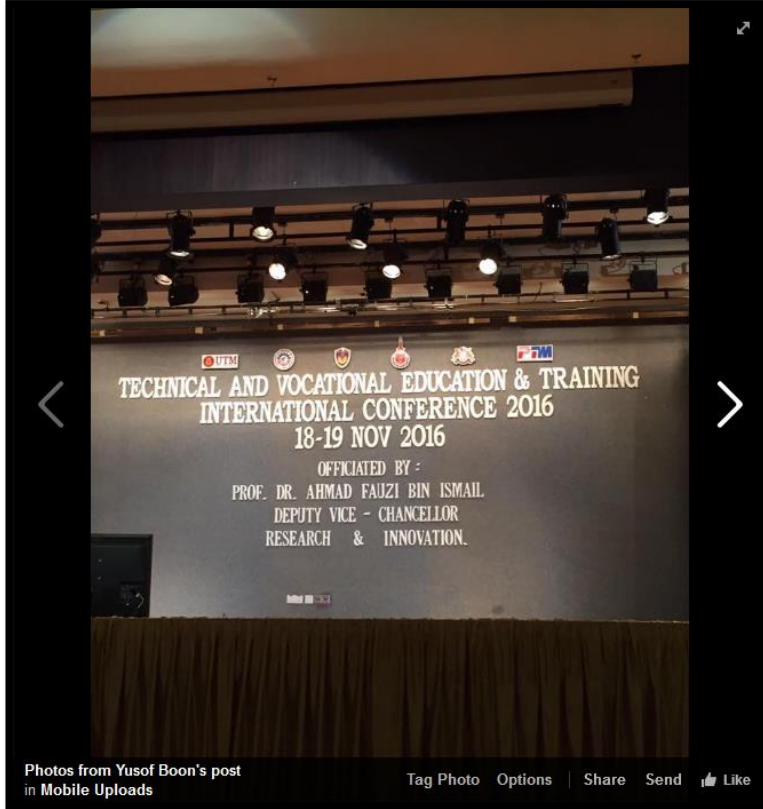 UTM
PTM
TECHNICAL AND VOCATIONAL EDUCATION & TRAINING
INTERNATIONAL CONFERENCE 2016
18-19 NOV 2016
OFFICIATED BY :
PROF. DR. AHMAD FAUZI BIN ISMAIL
DEPUTY VICE - CHANCELLOR
RESEARCH & INNOVATION.
Photos from Yusof Boon's post
in Mobile Uploads
Tag Photo Options Share Send Like